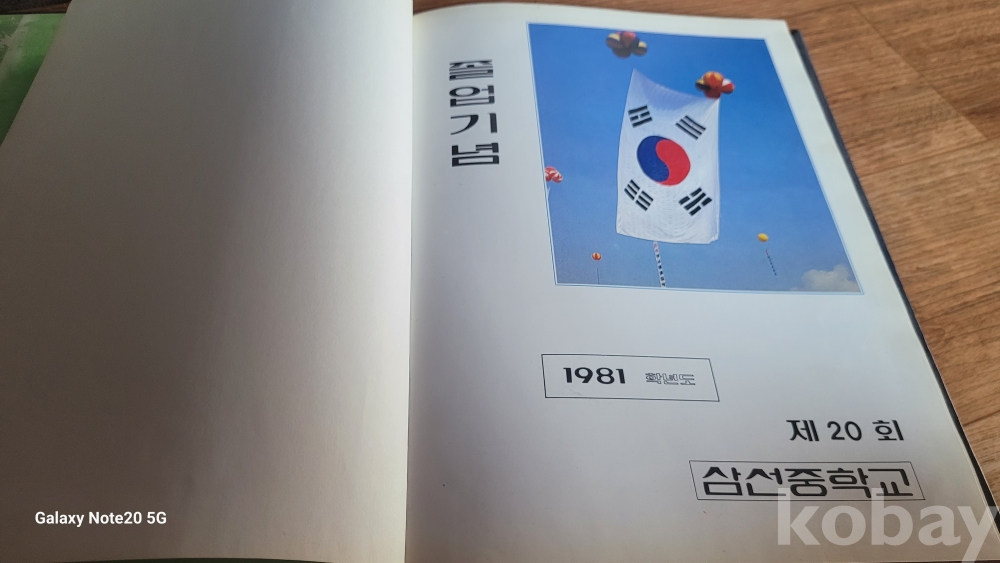 졸업기념
1981 학년도
제 20 회
삼선중학교
Galaxy Note20 5G
kobay